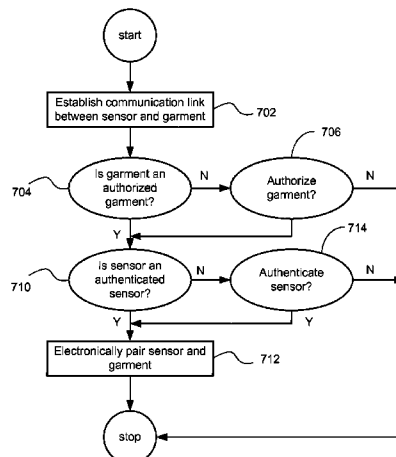 start
Establish communication link
between sensor and garment
702
706
Is garment an
authorized
garment?
N
Authorize
garment?
N
704
Y
714
Is sensor an
authenticated
sensor?
N
Authenticate
sensor?
N
710
Y
Y
Electronically pair sensor and
garment
712
stop